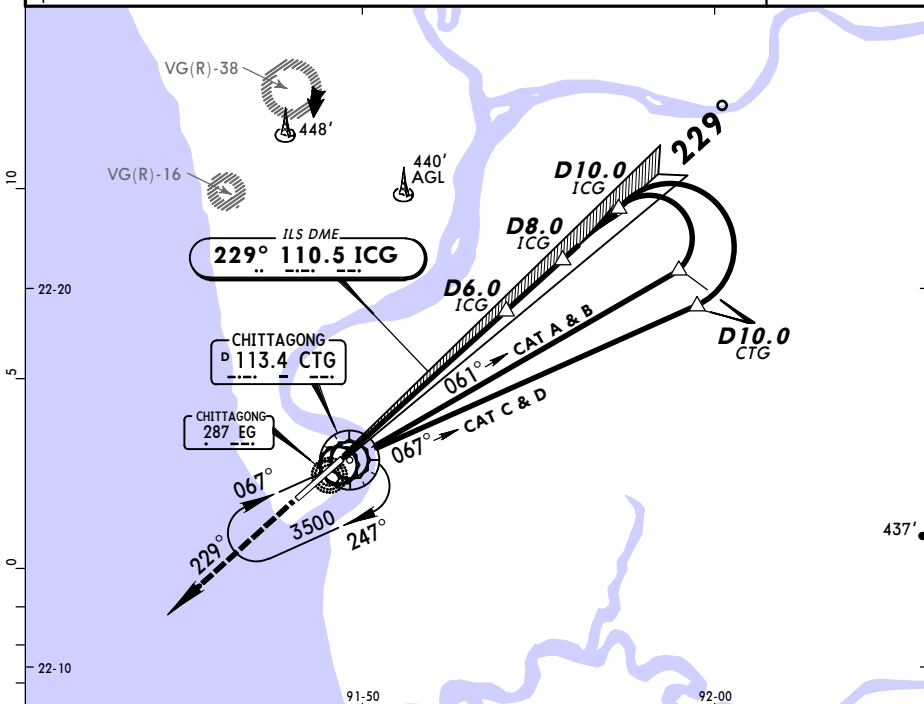 VG(R)-38
448'
440'
AGL
VG(R)-16
229°
D10.0
ICG
D8.0
ICG
D6.0
ICG
ILS DME
229° 110.5 ICG
10
22-20
CHITTAGONG
D 113.4 CTG
061° CAT A & B
D10.0
CTG
5
CHITTAGONG
287 EG
067° CAT C & D
067°
3500
247°
229°
437'
0
22-10
91-50
92-00